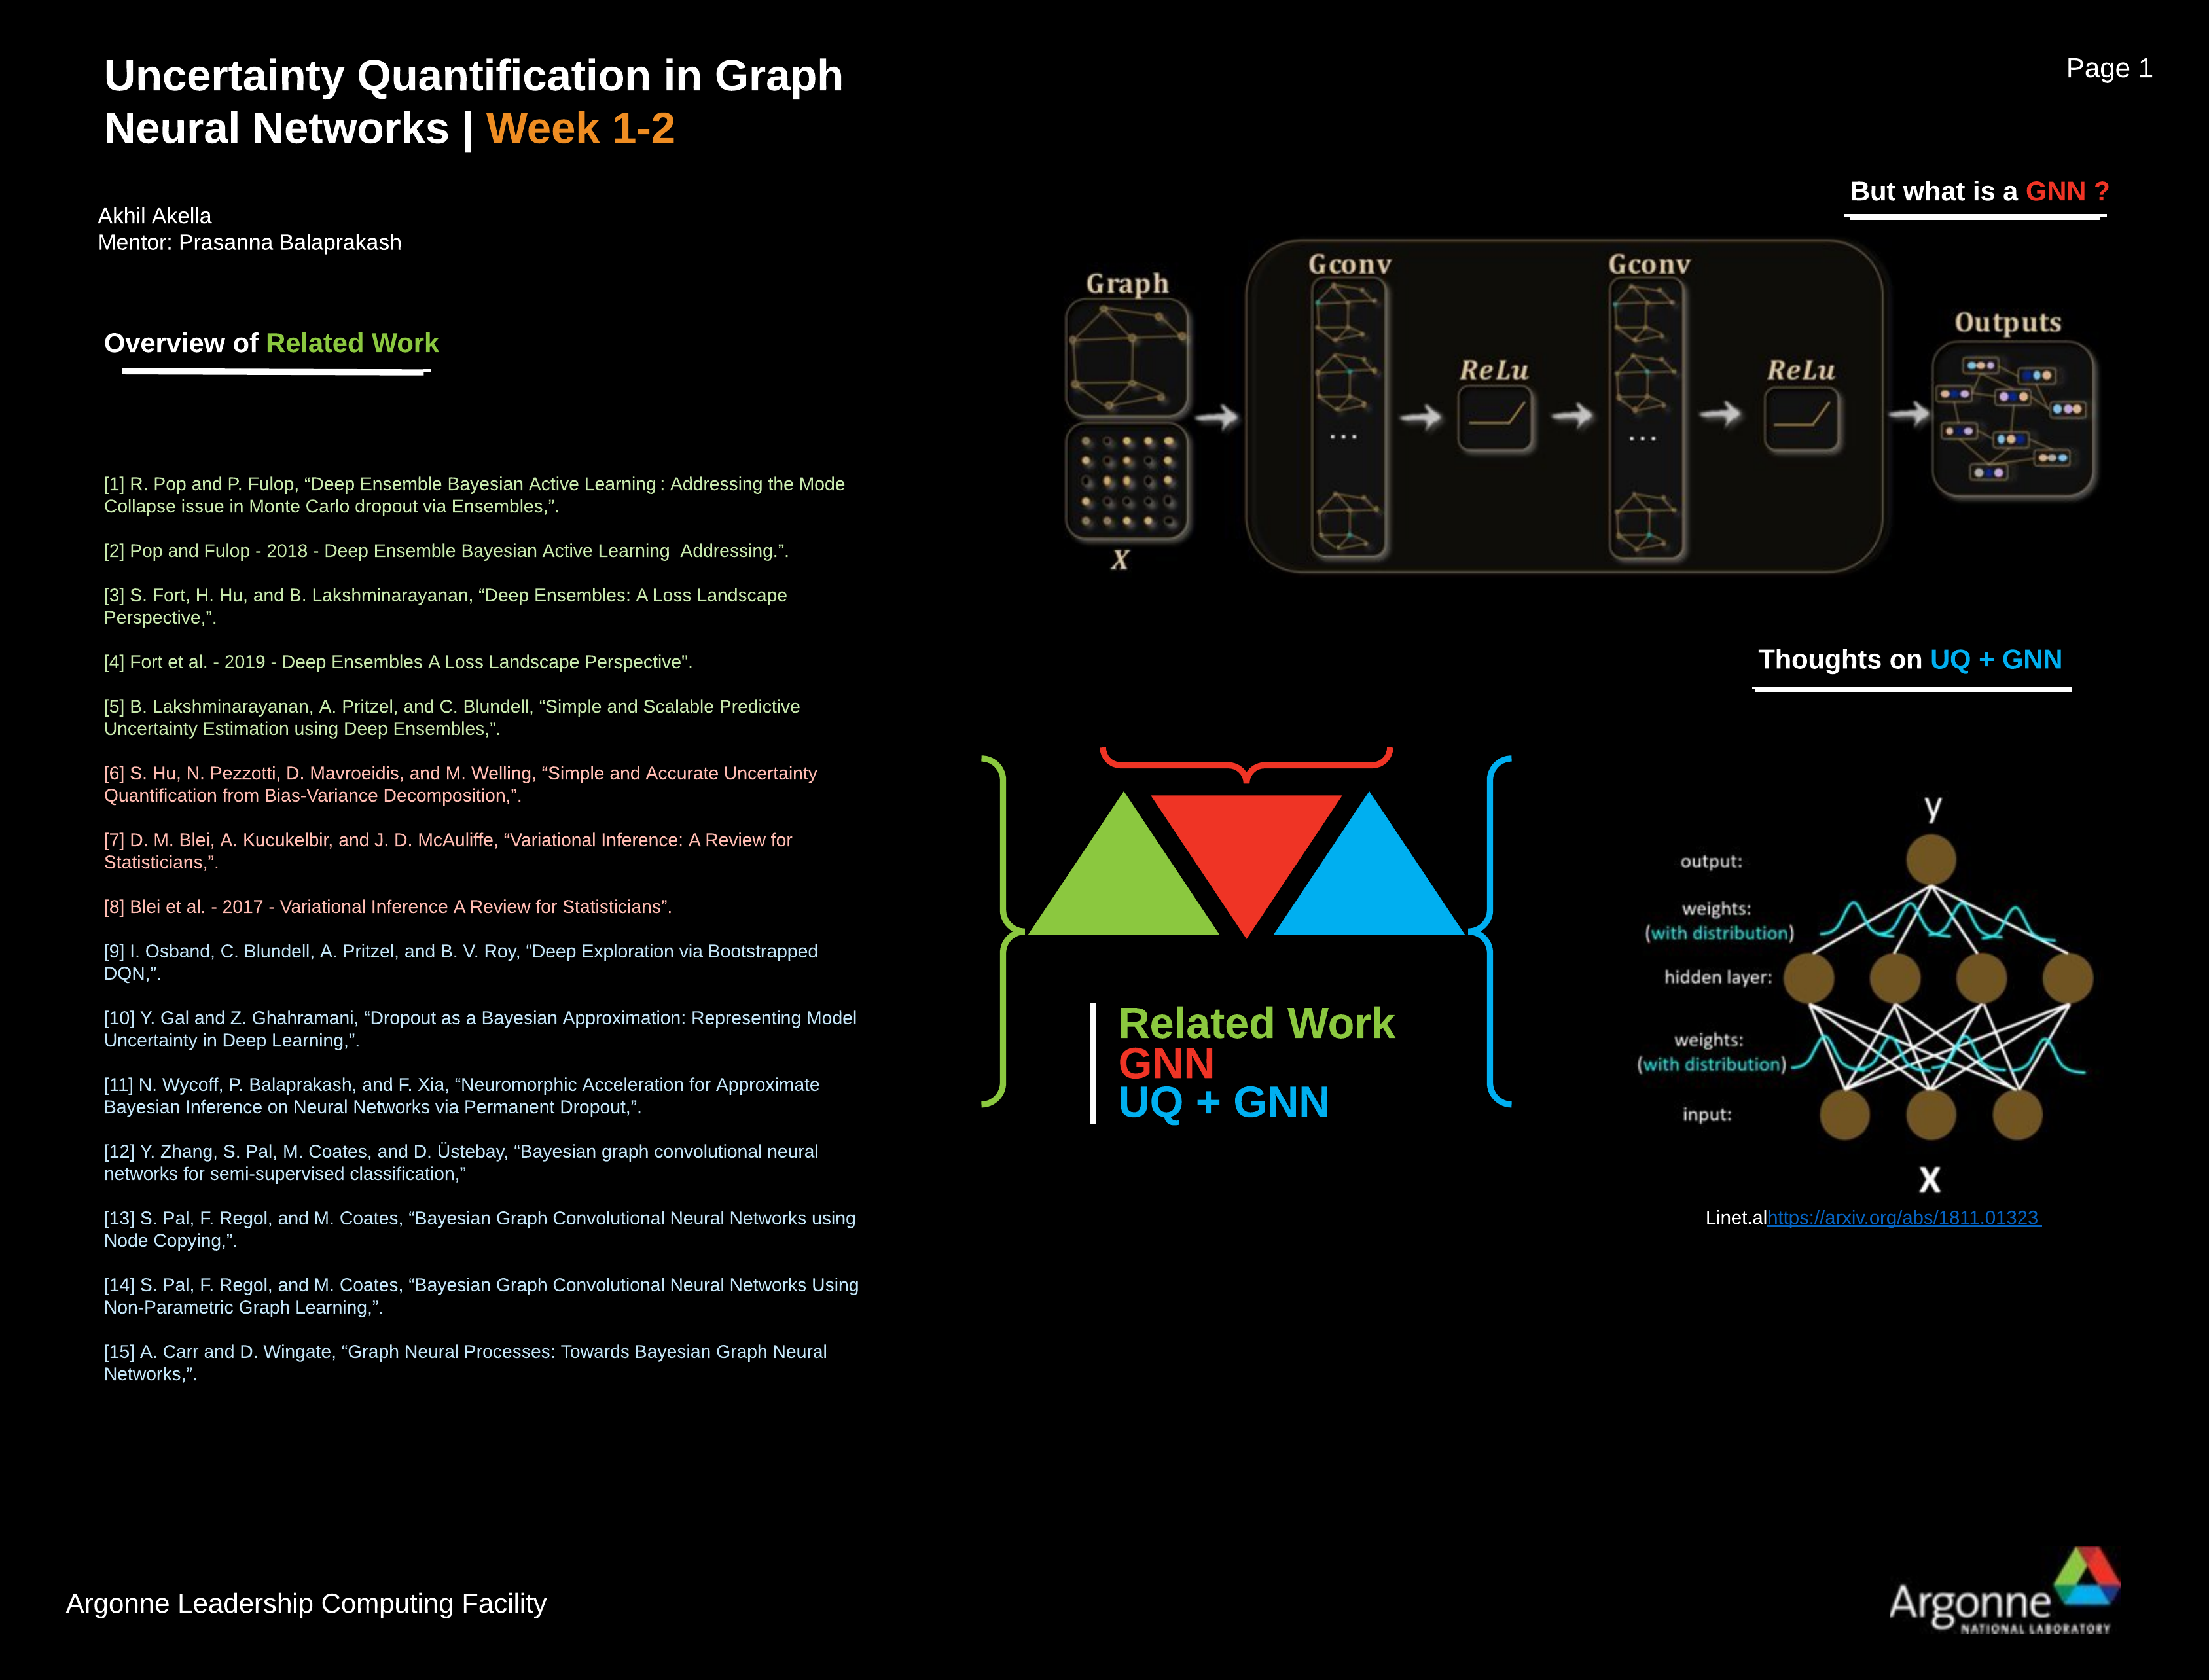 Uncertainty Quantification in Graph
Neural Networks | Week 1-2
Page 1
Akhil Akella
Mentor: Prasanna Balaprakash
Overview of Related Work
[1] R. Pop and P. Fulop, “Deep Ensemble Bayesian Active Learning : Addressing the Mode
Collapse issue in Monte Carlo dropout via Ensembles,”.
[2] Pop and Fulop - 2018 - Deep Ensemble Bayesian Active Learning  Addressing.”.
[3] S. Fort, H. Hu, and B. Lakshminarayanan, “Deep Ensembles: A Loss Landscape
Perspective,”.
[4] Fort et al. - 2019 - Deep Ensembles A Loss Landscape Perspective".
[5] B. Lakshminarayanan, A. Pritzel, and C. Blundell, “Simple and Scalable Predictive
Uncertainty Estimation using Deep Ensembles,”.
[6] S. Hu, N. Pezzotti, D. Mavroeidis, and M. Welling, “Simple and Accurate Uncertainty
Quantification from Bias-Variance Decomposition,”.
[7] D. M. Blei, A. Kucukelbir, and J. D. McAuliffe, “Variational Inference: A Review for
Statisticians,”.
[8] Blei et al. - 2017 - Variational Inference A Review for Statisticians”.
[9] I. Osband, C. Blundell, A. Pritzel, and B. V. Roy, “Deep Exploration via Bootstrapped
DQN,”.
[10] Y. Gal and Z. Ghahramani, “Dropout as a Bayesian Approximation: Representing Model
Uncertainty in Deep Learning,”.
[11] N. Wycoff, P. Balaprakash, and F. Xia, “Neuromorphic Acceleration for Approximate
Bayesian Inference on Neural Networks via Permanent Dropout,”.
[12] Y. Zhang, S. Pal, M. Coates, and D. Üstebay, “Bayesian graph convolutional neural
networks for semi-supervised classification,”
[13] S. Pal, F. Regol, and M. Coates, “Bayesian Graph Convolutional Neural Networks using
Node Copying,”.
[14] S. Pal, F. Regol, and M. Coates, “Bayesian Graph Convolutional Neural Networks Using
Non-Parametric Graph Learning,”.
[15] A. Carr and D. Wingate, “Graph Neural Processes: Towards Bayesian Graph Neural
Networks,”.
But what is a GNN ?
Graph
X
Gconv
...
ReLu
Gconv
...
ReLu
Outputs
Thoughts on UQ + GNN
Related Work
GNN
UQ + GNN
y
output:
weights:
(with distribution)
hidden layer:
weights:
(with distribution)
input:
X
Linet.alhttps://arxiv.org/abs/1811.01323
Argonne Leadership Computing Facility
Argonne
NATIONAL LABORATORY